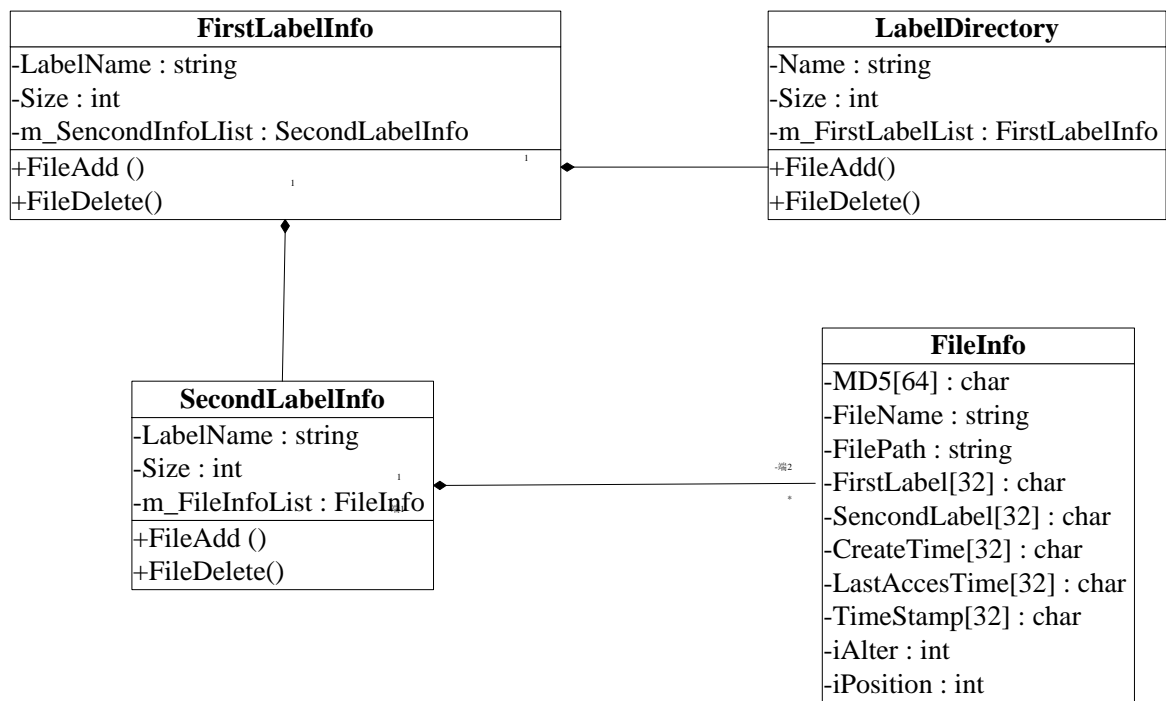 FirstLabelInfo
-LabelName : string
-Size : int
-m_SencondInfoLIist : SecondLabelInfo
+FileAdd ()
+FileDelete()
1
1
LabelDirectory
-Name : string
-Size : int
-m_FirstLabelList : FirstLabelInfo
+FileAdd()
+FileDelete()
SecondLabelInfo
-LabelName : string
-Size : int
-m_FileInfoList : FileInfo
+FileAdd ()
+FileDelete()
1
-端2
*
FileInfo
-MD5[64] : char
-FileName : string
-FilePath : string
-FirstLabel[32] : char
-SencondLabel[32] : char
-CreateTime[32] : char
-LastAccesTime[32] : char
-TimeStamp[32] : char
-iAlter : int
-iPosition : int